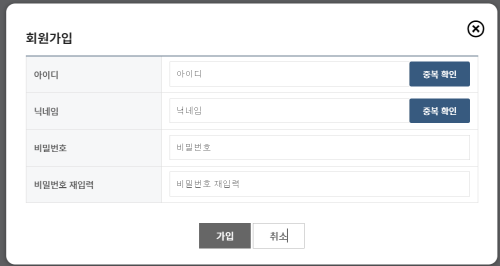 회원가입
아이디 아이디 중복 확인
닉네임 닉네임 중복 확인
비밀번호 비밀번호
비밀번호 재입력 비밀번호 재입력
가입 취소